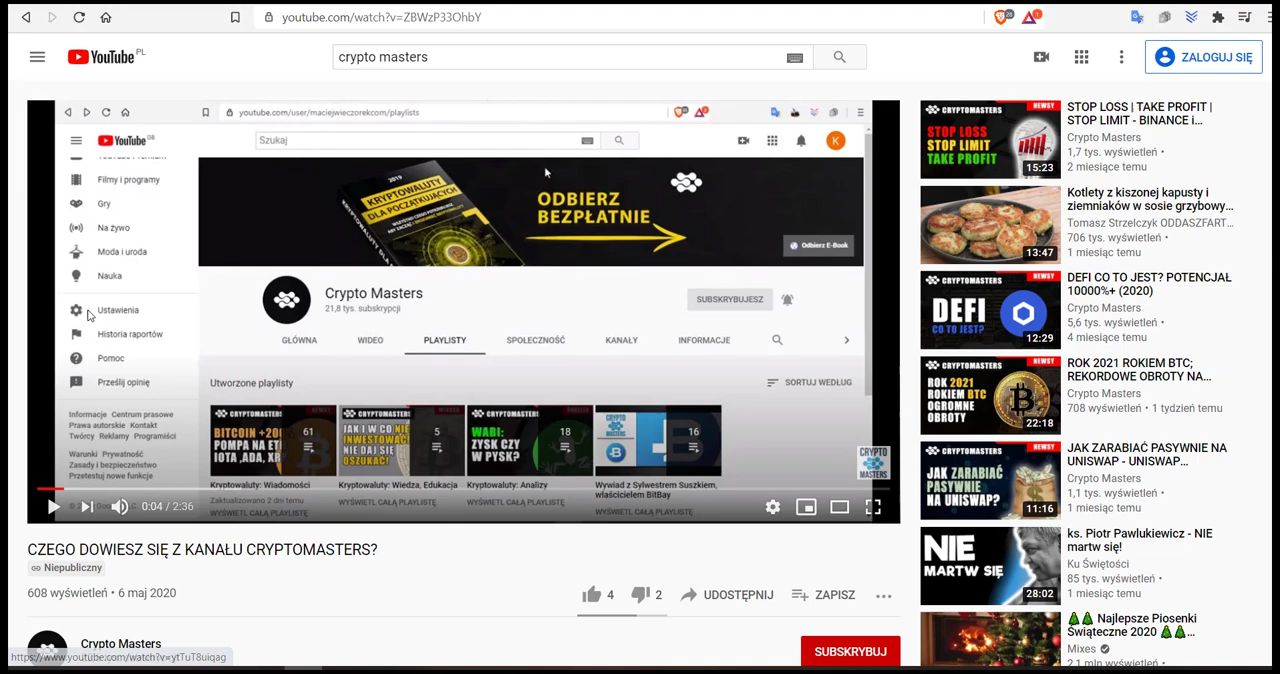 youtube.com/watch?v=ZBWzP33OhbY
YouTube PL
crypto masters
ZALOGUJ SIĘ
youtube.com/user/maciejwieczorekcom/playlists
YouTube GB
Szukaj
K
Filmy i programy
Gry
Na żywo
Moda i uroda
Nauka
Ustawienia
Historia raportów
Pomoc
Prześlij opinię
Informacje Centrum prasowe
Prawa autorskie Kontakt
Twórcy Reklamy Programiści
Warunki Prywatność
Zasady i bezpieczeństwo
Przetestuj nowe funkcje
2019
KRYPTOWALUTY
DLA POCZĄTKUJĄCYCH
ODBIERZ
BEZPŁATNIE
Odbierz E-Book
Crypto Masters
21,8 tys. subskrypcji
SUBSKRYBUJESZ
GŁÓWNA WIDEO PLAYLISTY SPOŁECZNOŚĆ KANAŁY INFORMACJE
Utworzone playlisty
SORTUJ WEDŁUG
CRYPTOMASTERS
BITCOIN +20
POMPA NA ET
IOTA ,ADA, XR
61
CRYPTOMASTERS
JAK I W CO NI
INWESTOWAĆ
NIE DAJ SIĘ
OSZUKAĆ!
5
CRYPTOMASTERS
WABI:
ZYSK CZY
W PYSK?
18
CRYPTO
MASTERS
16
Kryptowaluty: Wiadomości
Zaktualizowano 2 dni temu
WYŚWIETL CAŁĄ PLAYLISTĘ
Kryptowaluty: Wiedza, Edukacja
WYŚWIETL CAŁĄ PLAYLISTĘ
Kryptowaluty: Analizy
WYŚWIETL CAŁĄ PLAYLISTĘ
Wywiad z Sylwestrem Suszkiem,
właścicielem BitBay
WYŚWIETL CAŁĄ PLAYLISTĘ
CRYPTO
MASTERS
0:04 / 2:36
CZEGO DOWIESZ SIĘ Z KANAŁU CRYPTOMASTERS?
Niepubliczny
608 wyświetleń • 6 maj 2020
4 2 UDOSTĘPNIJ ZAPISZ
Crypto Masters
SUBSKRYBUJ
https://www.youtube.com/watch?v=ytTuT8uiqag
CRYPTOMASTERS NEWSY
STOP LOSS
STOP LIMIT
TAKE PROFIT
15:23
STOP LOSS | TAKE PROFIT |
STOP LIMIT - BINANCE i...
Crypto Masters
1,7 tys. wyświetleń •
2 miesiące temu
13:47
Kotlety z kiszonej kapusty i
ziemniaków w sosie grzybowy...
Tomasz Strzelczyk ODDASZFART...
706 tys. wyświetleń •
1 miesiąc temu
CRYPTOMASTERS NEWSY
DEFI
CO TO JEST?
12:29
DEFI CO TO JEST? POTENCJAŁ
10000%+ (2020)
Crypto Masters
5,6 tys. wyświetleń •
4 miesiące temu
CRYPTOMASTERS NEWSY
ROK 2021
ROKIEM BTC
OGROMNE
OBROTY
22:18
ROK 2021 ROKIEM BTC;
REKORDOWE OBROTY NA...
Crypto Masters
708 wyświetleń • 1 tydzień temu
CRYPTOMASTERS NEWSY
JAK ZARABIAĆ
PASYWNIE
NA UNISWAP?
11:16
JAK ZARABIAĆ PASYWNIE NA
UNISWAP - UNISWAP...
Crypto Masters
1,1 tys. wyświetleń •
1 miesiąc temu
NIE
MARTW SIĘ
28:02
ks. Piotr Pawlukiewicz - NIE
martw się!
Ku Świętości
85 tys. wyświetleń •
1 miesiąc temu
🌲🌲 Najlepsze Piosenki
Świąteczne 2020 🌲🌲...
Mixes
2,1 mln wyświetleń •